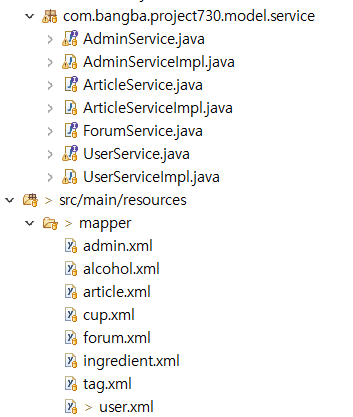 com.bangba.project730.model.service
AdminService.java
AdminServiceImpl.java
ArticleService.java
ArticleServiceImpl.java
ForumService.java
UserService.java
UserServiceImpl.java
> src/main/resources
> mapper
admin.xml
alcohol.xml
article.xml
cup.xml
forum.xml
ingredient.xml
tag.xml
> user.xml